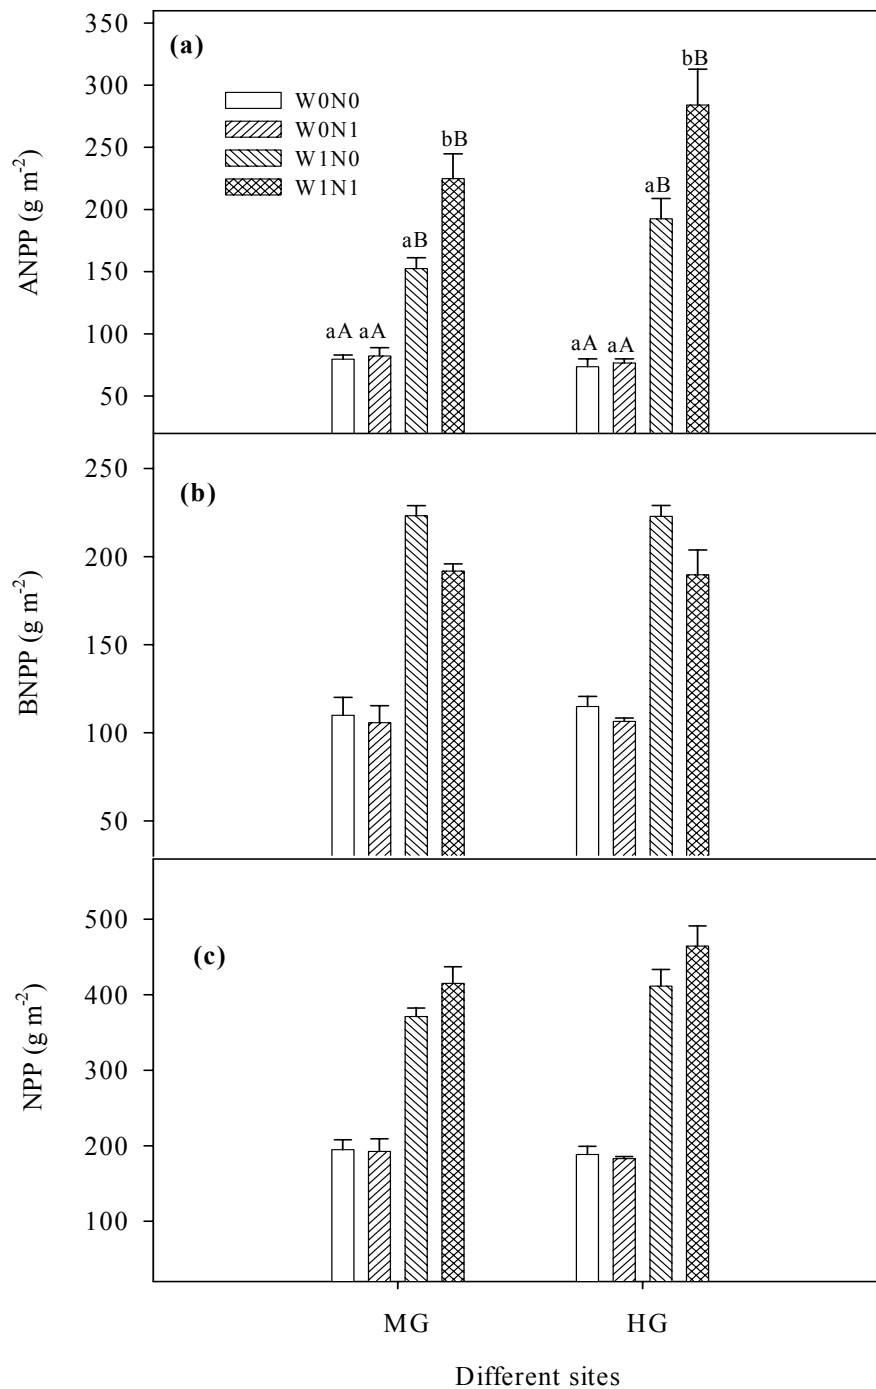 350
(a)
bB
300
W0N0
W0N1
250
bB
W1N0
W1N1
200
aB
aB
ANPP (g m⁻²)
150
100
aA aA
aA aA
50
250
(b)
200
BNPP (g m⁻²)
150
100
50
500
(c)
400
NPP (g m⁻²)
300
200
100
MG HG
Different sites